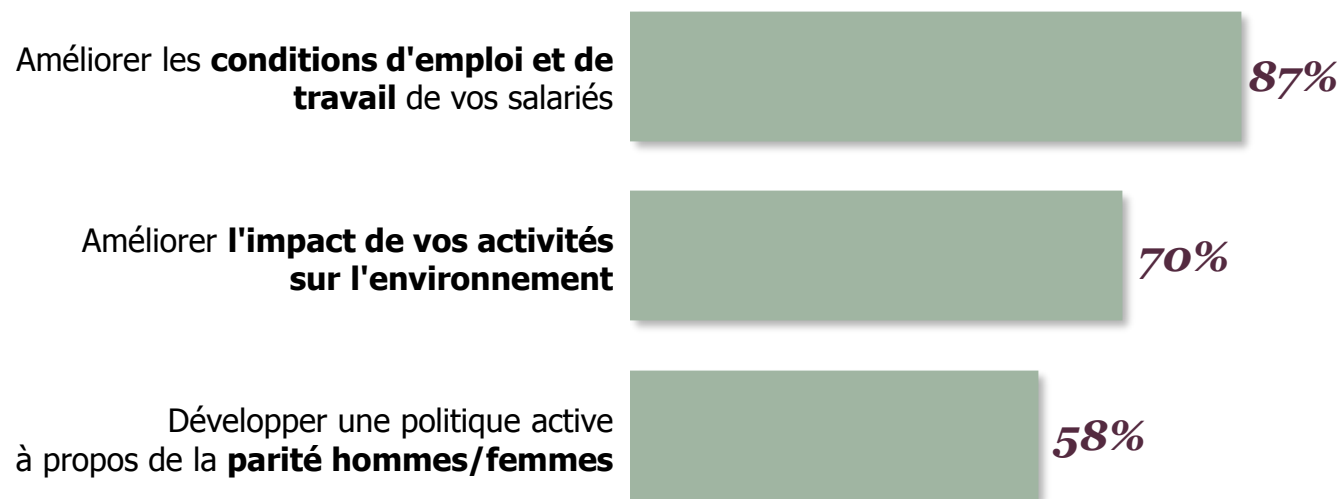 Améliorer les conditions d'emploi et de
travail de vos salariés
87%
Améliorer l'impact de vos activités
sur l'environnement
70%
Développer une politique active
à propos de la parité hommes/femmes
58%